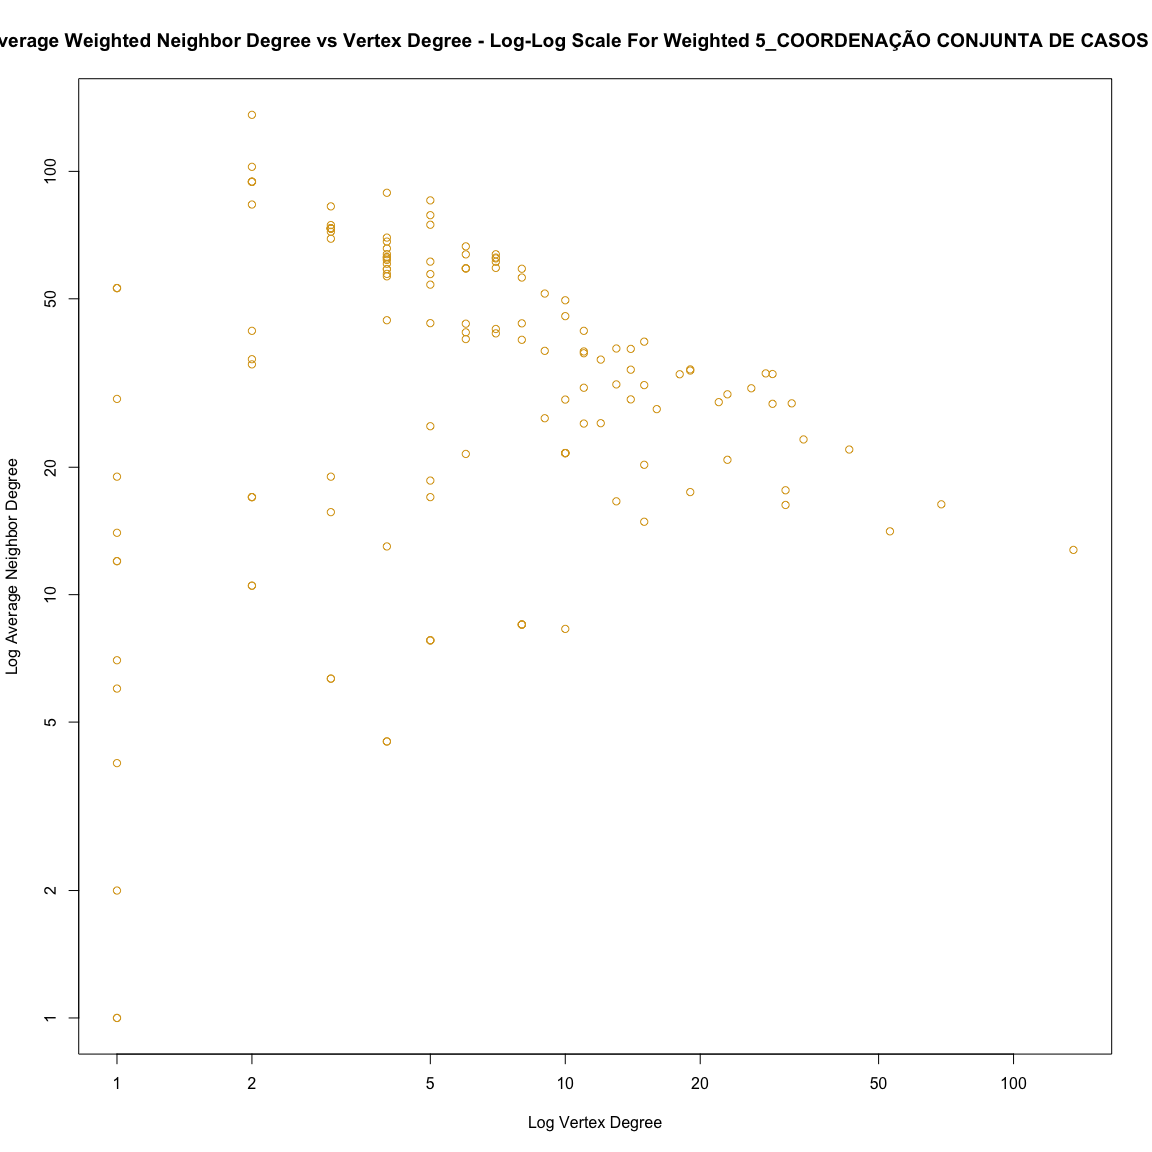 verage Weighted Neighbor Degree vs Vertex Degree - Log-Log Scale For Weighted 5_COORDENAÇÃO CONJUNTA DE CASOS
100
50
20
10
5
2
1
Log Average Neighbor Degree
1 2 5 10 20 50 100
Log Vertex Degree